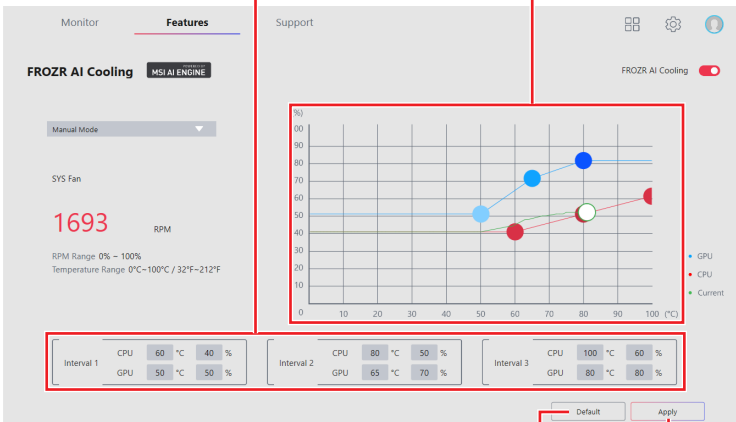 Monitor Features Support
FROZR AI Cooling POWERED BY MSI AI ENGINE
FROZR AI Cooling
Manual Mode
SYS Fan
1693 RPM
RPM Range 0% ~ 100%
Temperature Range 0°C~100°C / 32°F~212°F
%)
00
90
80
70
60
50
40
30
20
10
0 10 20 30 40 50 60 70 80 90 100 (°C)
GPU
CPU
Current
Interval 1
CPU 60 °C 40 %
GPU 50 °C 50 %
Interval 2
CPU 80 °C 50 %
GPU 65 °C 70 %
Interval 3
CPU 100 °C 60 %
GPU 80 °C 80 %
Default Apply